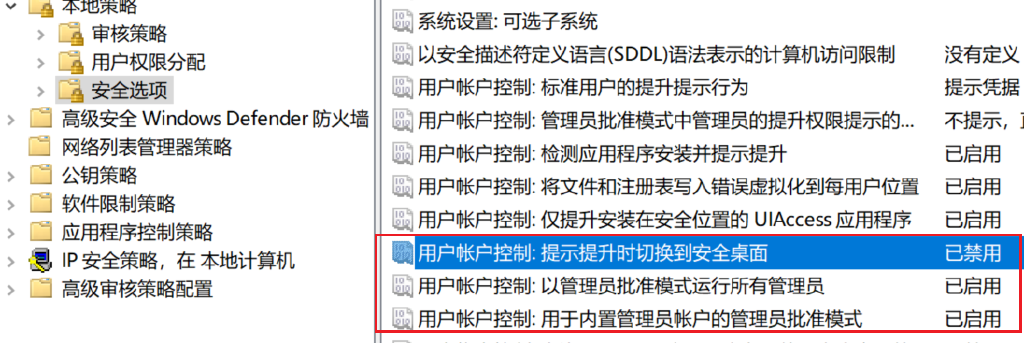 本地策略
审核策略
用户权限分配
安全选项
高级安全 Windows Defender 防火墙
网络列表管理器策略
公钥策略
软件限制策略
应用程序控制策略
IP 安全策略，在 本地计算机
高级审核策略配置
系统设置: 可选子系统
以安全描述符定义语言(SDDL)语法表示的计算机访问限制 没有定义
用户帐户控制: 标准用户的提升提示行为 提示凭据
用户帐户控制: 管理员批准模式中管理员的提升权限提示的... 不提示，
用户帐户控制: 检测应用程序安装并提示提升 已启用
用户帐户控制: 将文件和注册表写入错误虚拟化到每用户位置 已启用
用户帐户控制: 仅提升安装在安全位置的 UIAccess 应用程序 已启用
用户帐户控制: 提示提升时切换到安全桌面 已禁用
用户帐户控制: 以管理员批准模式运行所有管理员 已启用
用户帐户控制: 用于内置管理员帐户的管理员批准模式 已启用